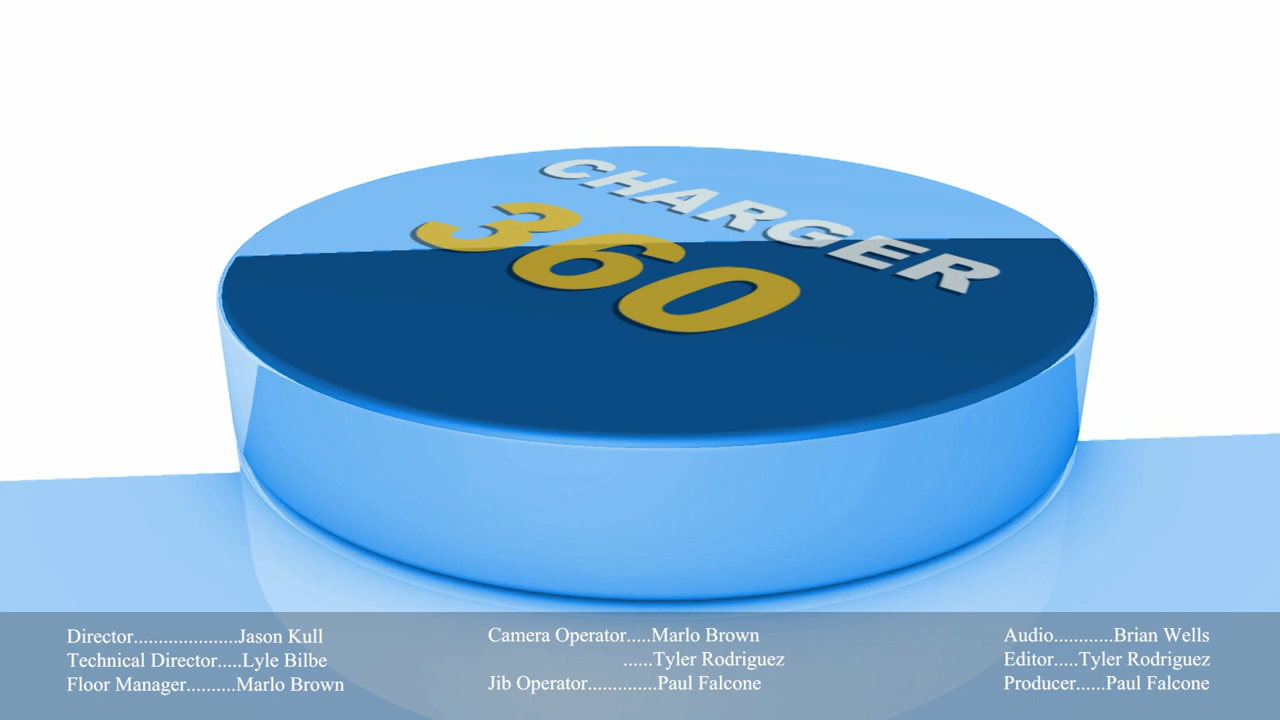 CHARGER
360
Director.....................Jason Kull
Technical Director.....Lyle Bilbe
Floor Manager..........Marlo Brown
Camera Operator.....Marlo Brown
......Tyler Rodriguez
Jib Operator..............Paul Falcone
Audio............Brian Wells
Editor.....Tyler Rodriguez
Producer......Paul Falcone